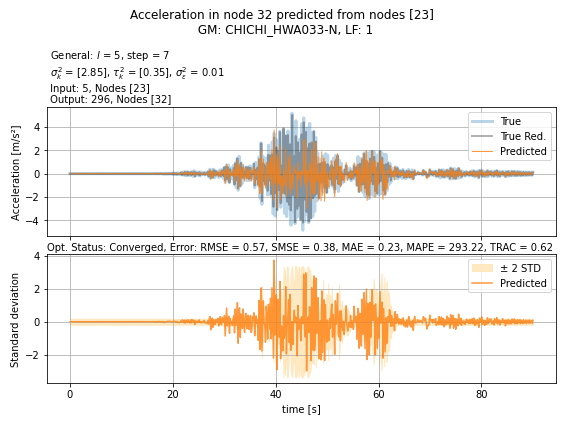 Acceleration in node 32 predicted from nodes [23]
GM: CHICHI_HWA033-N, LF: 1
General: l = 5, step = 7
σ²ₖ = [2.85], τ²ₖ = [0.35], σ²ε = 0.01
Input: 5, Nodes [23]
Output: 296, Nodes [32]
Acceleration [m/s²]
4
2
0
−2
−4
True
True Red.
Predicted
Opt. Status: Converged, Error: RMSE = 0.57, SMSE = 0.38, MAE = 0.23, MAPE = 293.22, TRAC = 0.62
Standard deviation
4
2
0
−2
± 2 STD
Predicted
0 20 40 60 80
time [s]